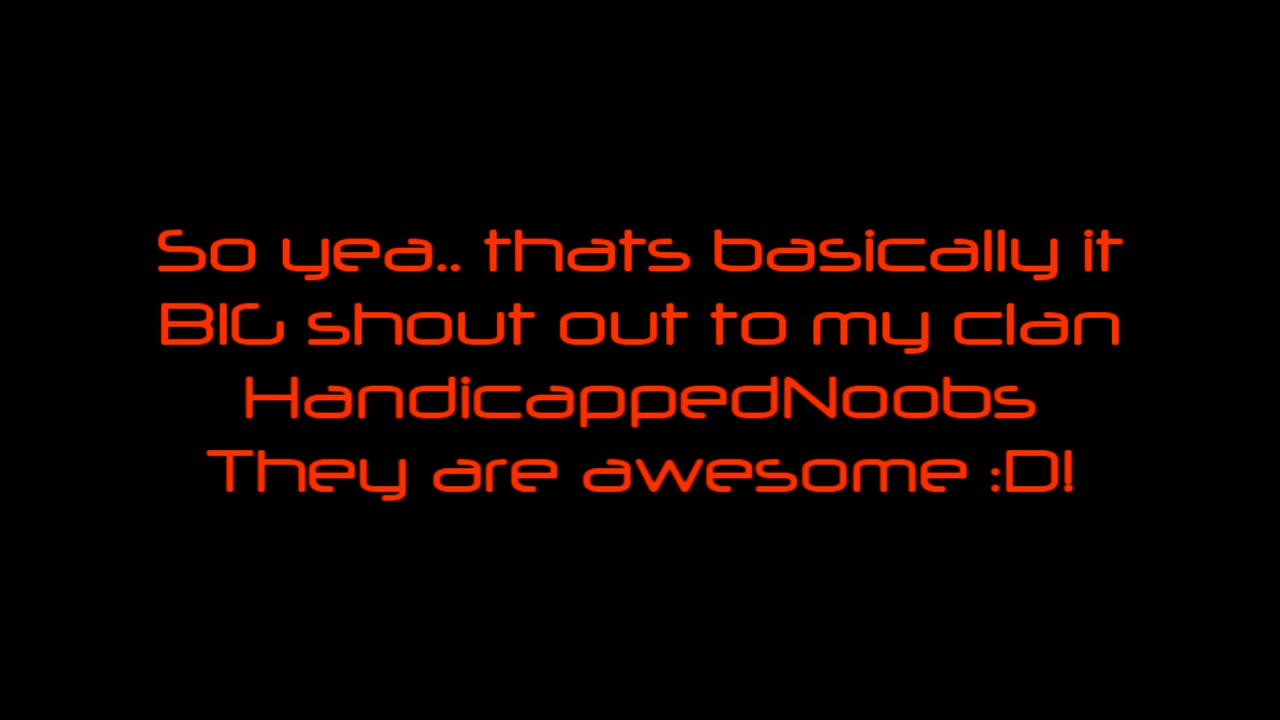 So yea.. thats basically it
BIG shout out to my clan
HandicappedNoobs
They are awesome :D!